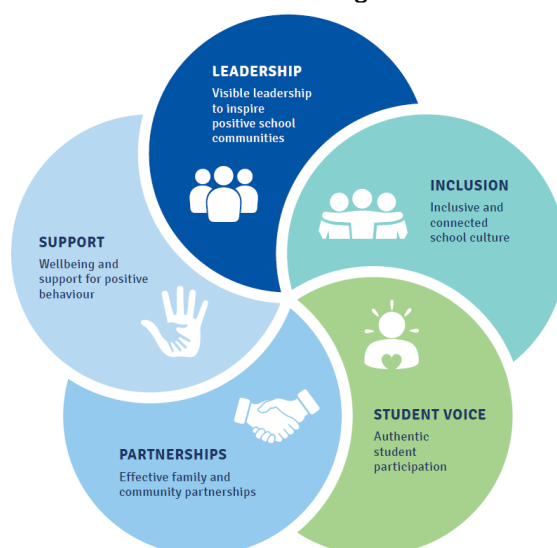 LEADERSHIP
Visible leadership
to inspire
positive school
communities
INCLUSION
Inclusive and
connected
school culture
SUPPORT
Wellbeing and
support for positive
behaviour
STUDENT VOICE
Authentic
student
participation
PARTNERSHIPS
Effective family and
community partnerships